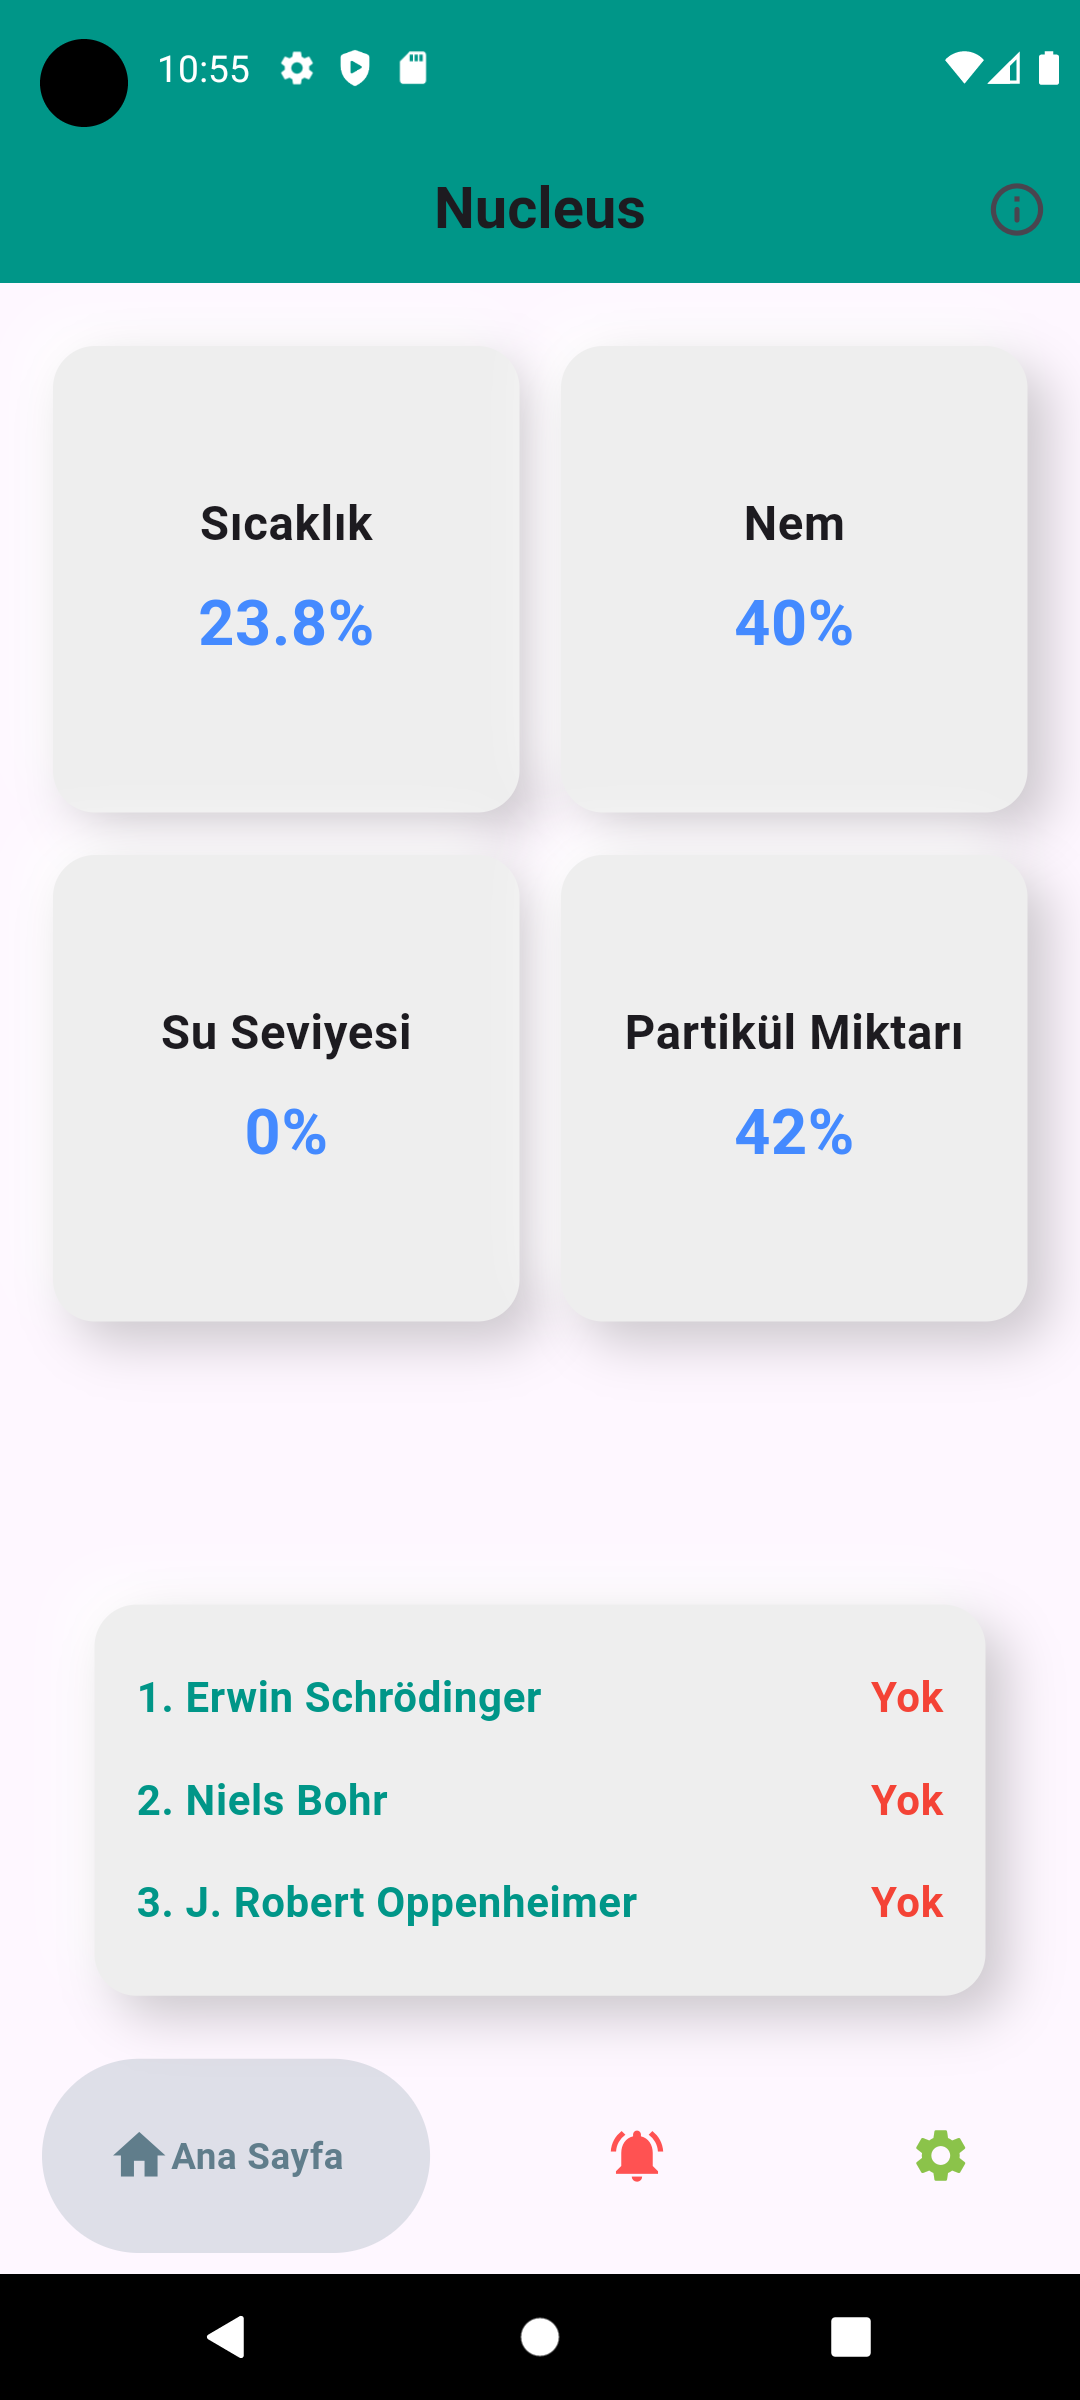 10:55
Nucleus
Sıcaklık
23.8%
Nem
40%
Su Seviyesi
0%
Partikül Miktarı
42%
1. Erwin Schrödinger Yok
2. Niels Bohr Yok
3. J. Robert Oppenheimer Yok
Ana Sayfa